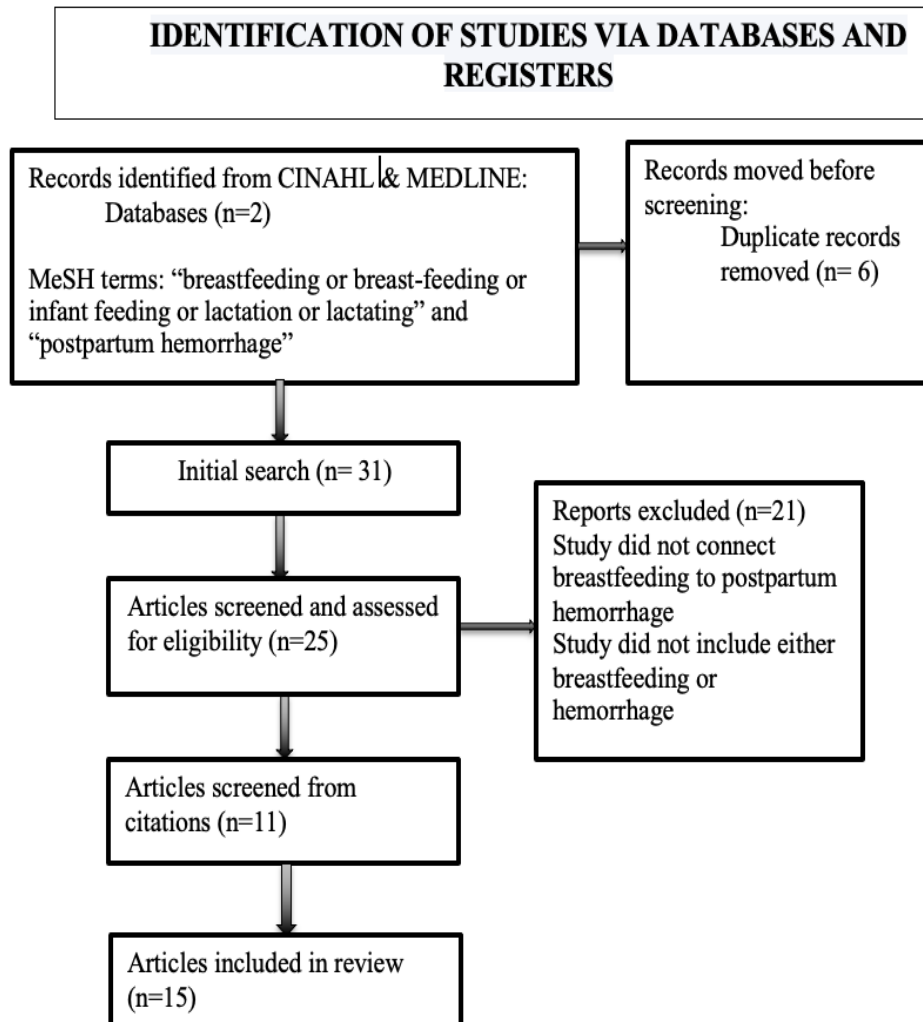 IDENTIFICATION OF STUDIES VIA DATABASES AND
REGISTERS
Records identified from CINAHL & MEDLINE:
Databases (n=2)
MeSH terms: “breastfeeding or breast-feeding or
infant feeding or lactation or lactating” and
“postpartum hemorrhage”
Records moved before
screening:
Duplicate records
removed (n= 6)
Initial search (n= 31)
Articles screened and assessed
for eligibility (n=25)
Reports excluded (n=21)
Study did not connect
breastfeeding to postpartum
hemorrhage
Study did not include either
breastfeeding or
hemorrhage
Articles screened from
citations (n=11)
Articles included in review
(n=15)